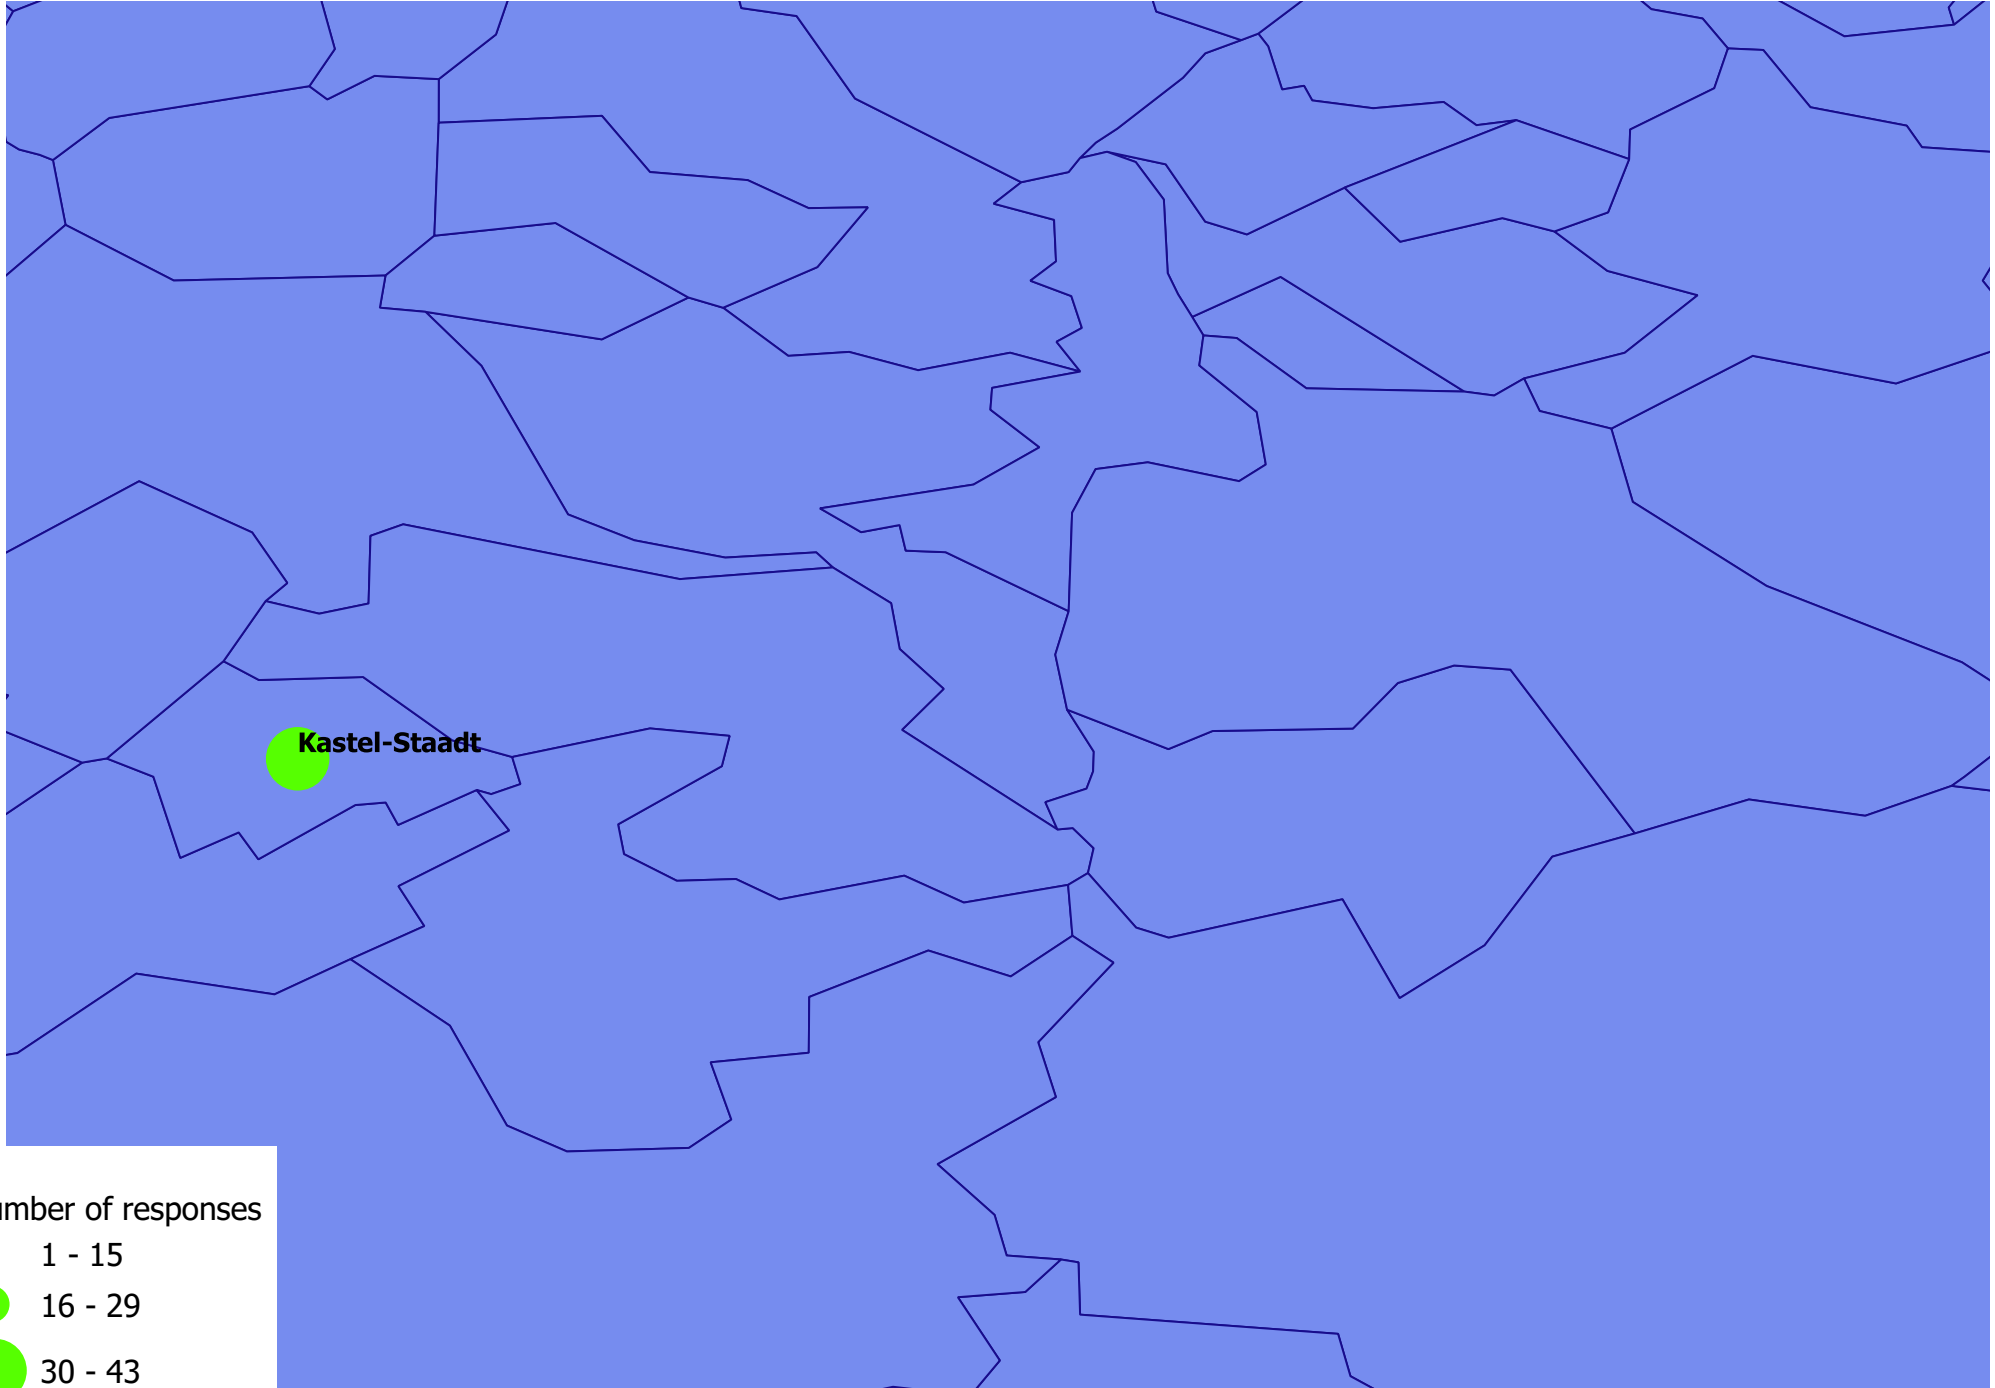 Kastel-Staadt
umber of responses
1 - 15
16 - 29
30 - 43